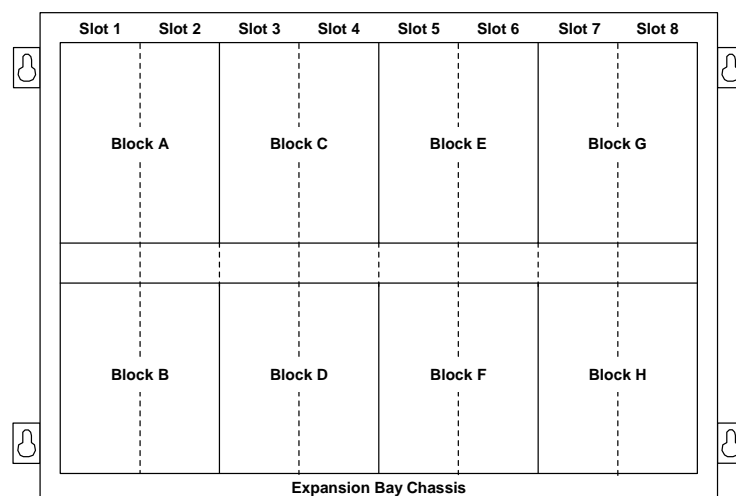 Slot 1 Slot 2 Slot 3 Slot 4 Slot 5 Slot 6 Slot 7 Slot 8
Block A Block C Block E Block G
Block B Block D Block F Block H
Expansion Bay Chassis